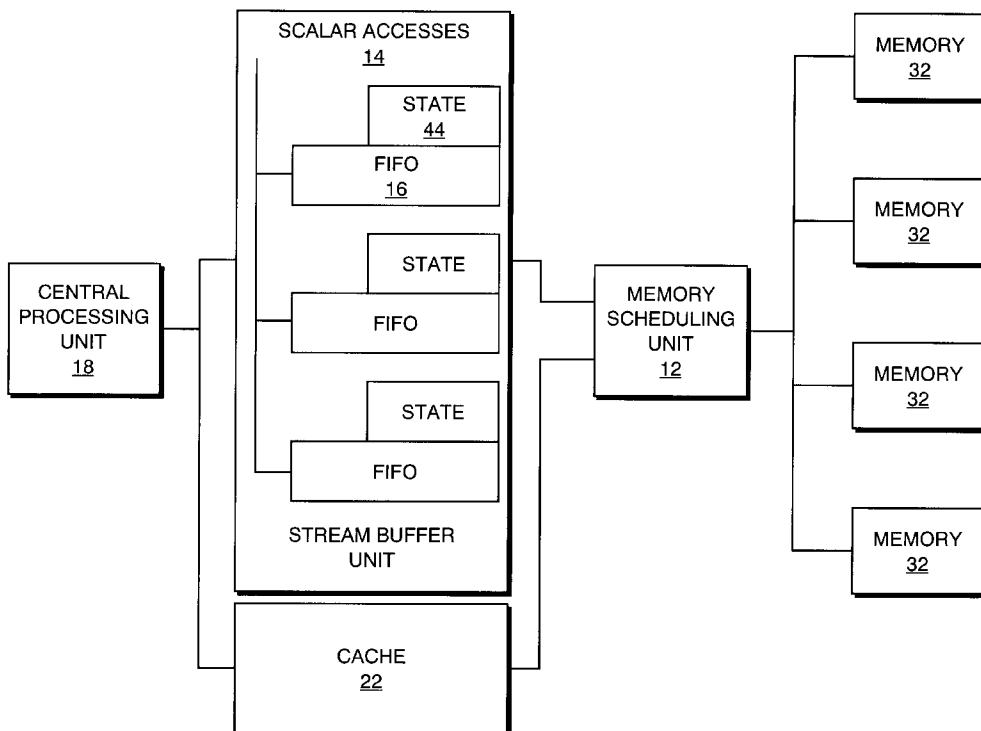 SCALAR ACCESSES
14
STATE
44
FIFO
16
STATE
FIFO
STATE
FIFO
STREAM BUFFER
UNIT
CENTRAL
PROCESSING
UNIT
18
CACHE
22
MEMORY
SCHEDULING
UNIT
12
MEMORY
32
MEMORY
32
MEMORY
32
MEMORY
32